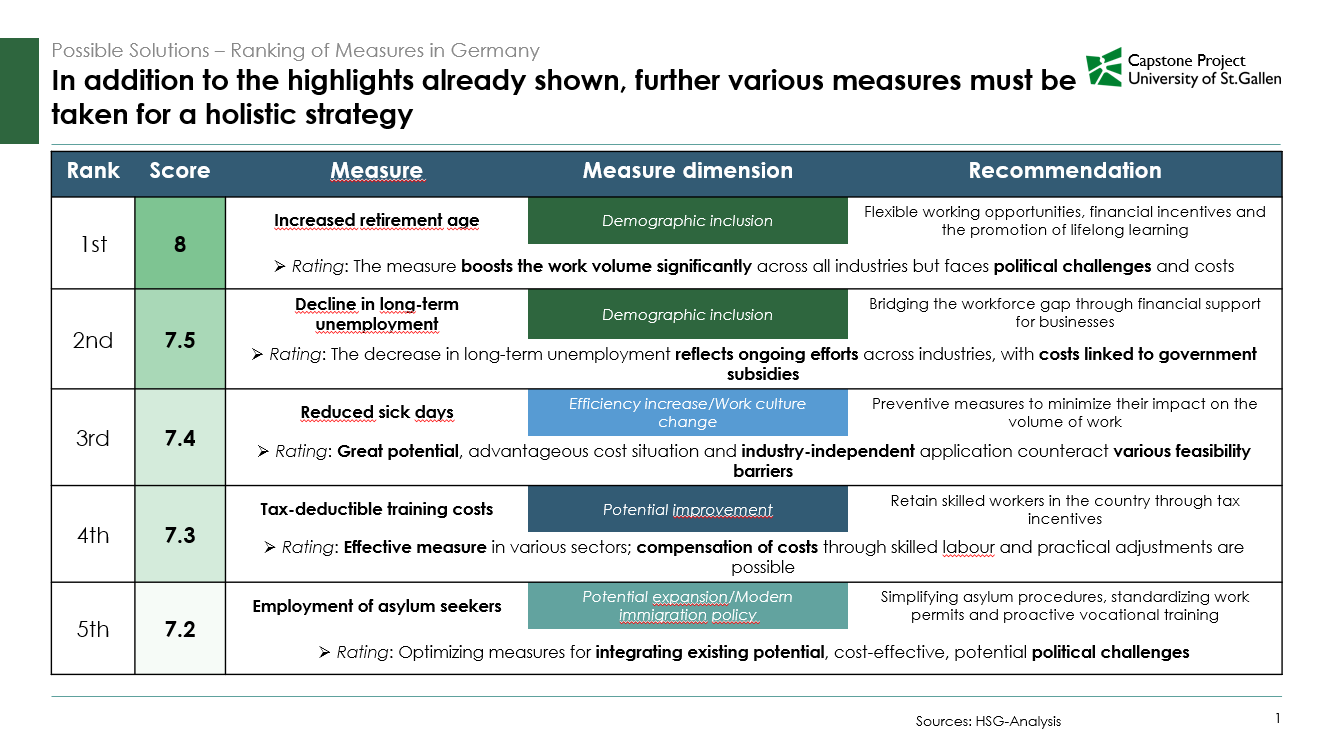 Possible Solutions – Ranking of Measures in Germany
In addition to the highlights already shown, further various measures must be
taken for a holistic strategy
Capstone Project
University of St.Gallen
Rank Score Measure Measure dimension Recommendation
1st
8
Increased retirement age
Demographic inclusion
Flexible working opportunities, financial incentives and
the promotion of lifelong learning
➢ Rating: The measure boosts the work volume significantly across all industries but faces political challenges and costs
2nd
7.5
Decline in long-term
unemployment
Demographic inclusion
Bridging the workforce gap through financial support
for businesses
➢ Rating: The decrease in long-term unemployment reflects ongoing efforts across industries, with costs linked to government
subsidies
3rd
7.4
Reduced sick days
Efficiency increase/Work culture
change
Preventive measures to minimize their impact on the
volume of work
➢ Rating: Great potential, advantageous cost situation and industry-independent application counteract various feasibility
barriers
4th
7.3
Tax-deductible training costs
Potential improvement
Retain skilled workers in the country through tax
incentives
➢ Rating: Effective measure in various sectors; compensation of costs through skilled labour and practical adjustments are
possible
5th
7.2
Employment of asylum seekers
Potential expansion/Modern
immigration policy
Simplifying asylum procedures, standardizing work
permits and proactive vocational training
➢ Rating: Optimizing measures for integrating existing potential, cost-effective, potential political challenges
Sources: HSG-Analysis
1